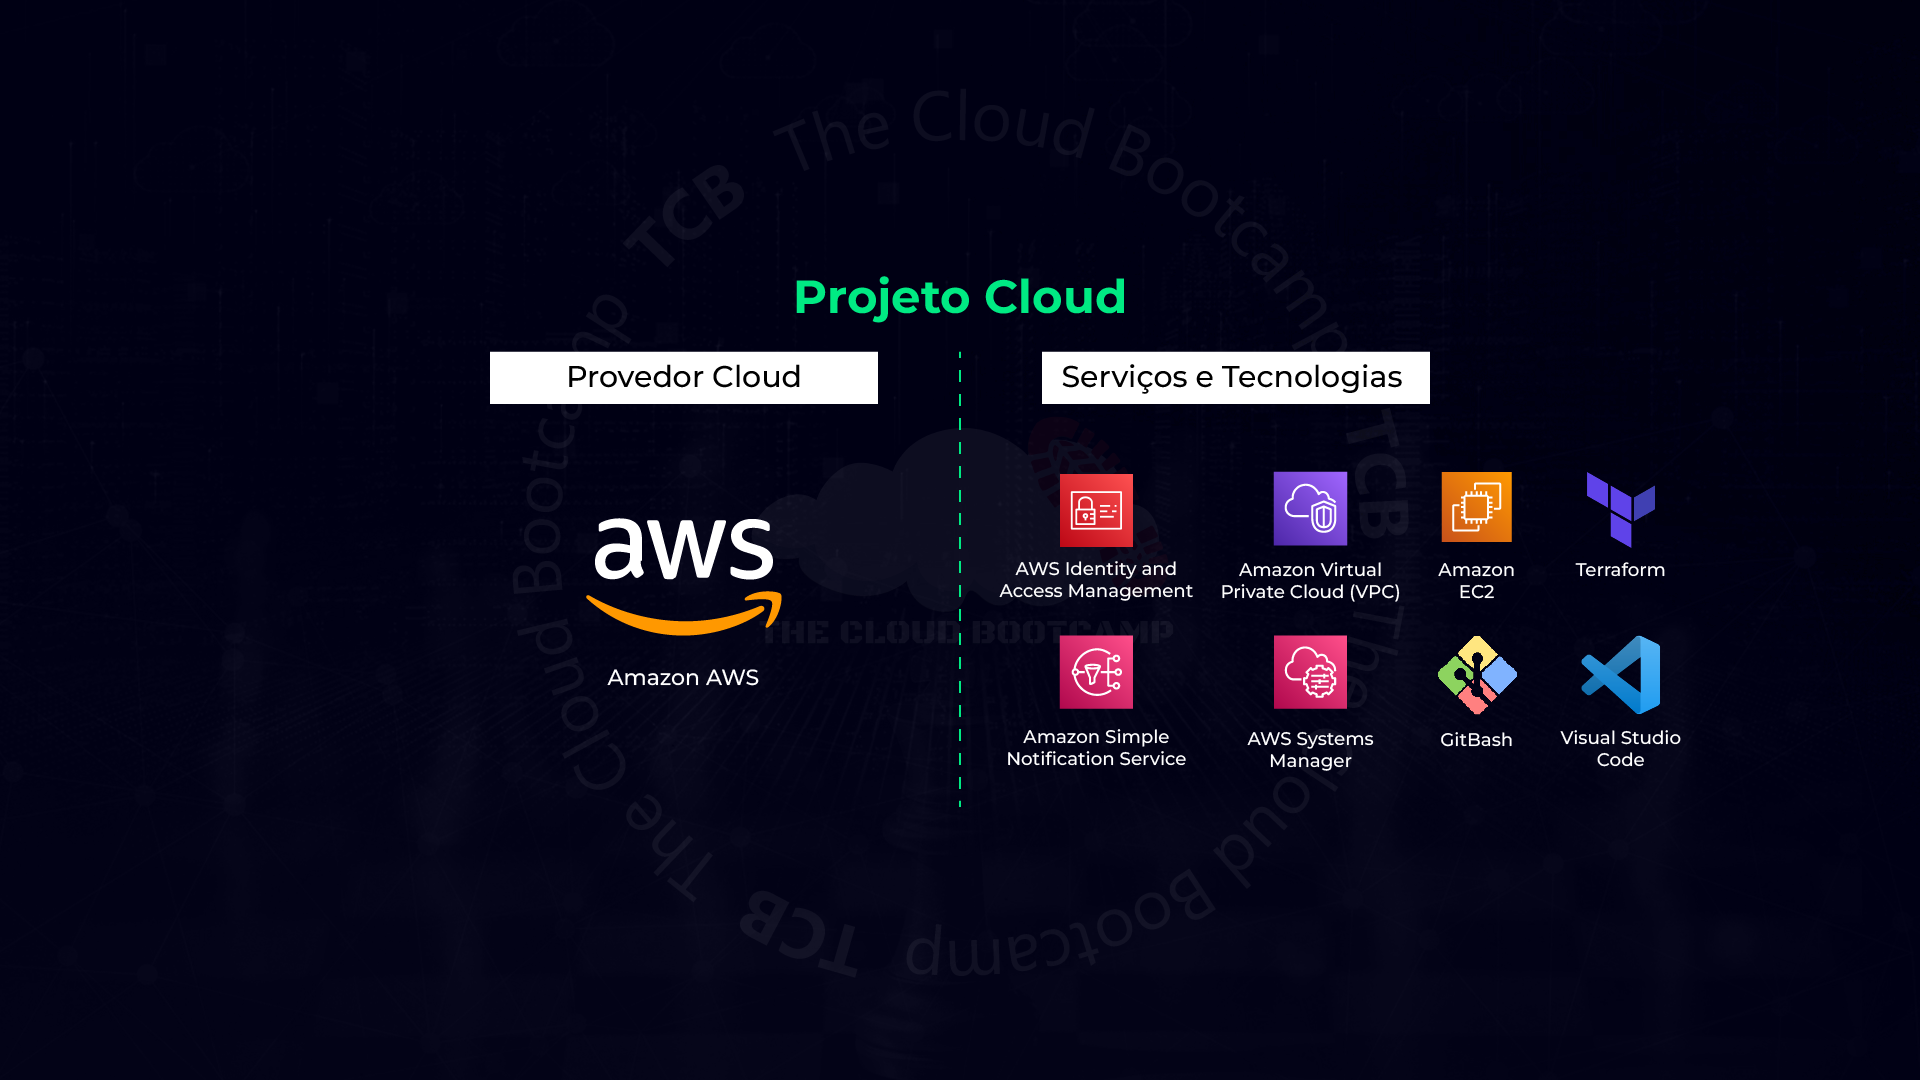 Projeto Cloud
Provedor Cloud
Serviços e Tecnologias
aws
Amazon AWS
AWS Identity and
Access Management
Amazon Virtual
Private Cloud (VPC)
Amazon
EC2
Terraform
Amazon Simple
Notification Service
AWS Systems
Manager
GitBash
Visual Studio
Code
THE CLOUD BOOTCAMP
TCB The Cloud Bootcamp
TCB The Cloud Bootcamp
TCB The Cloud Bootcamp